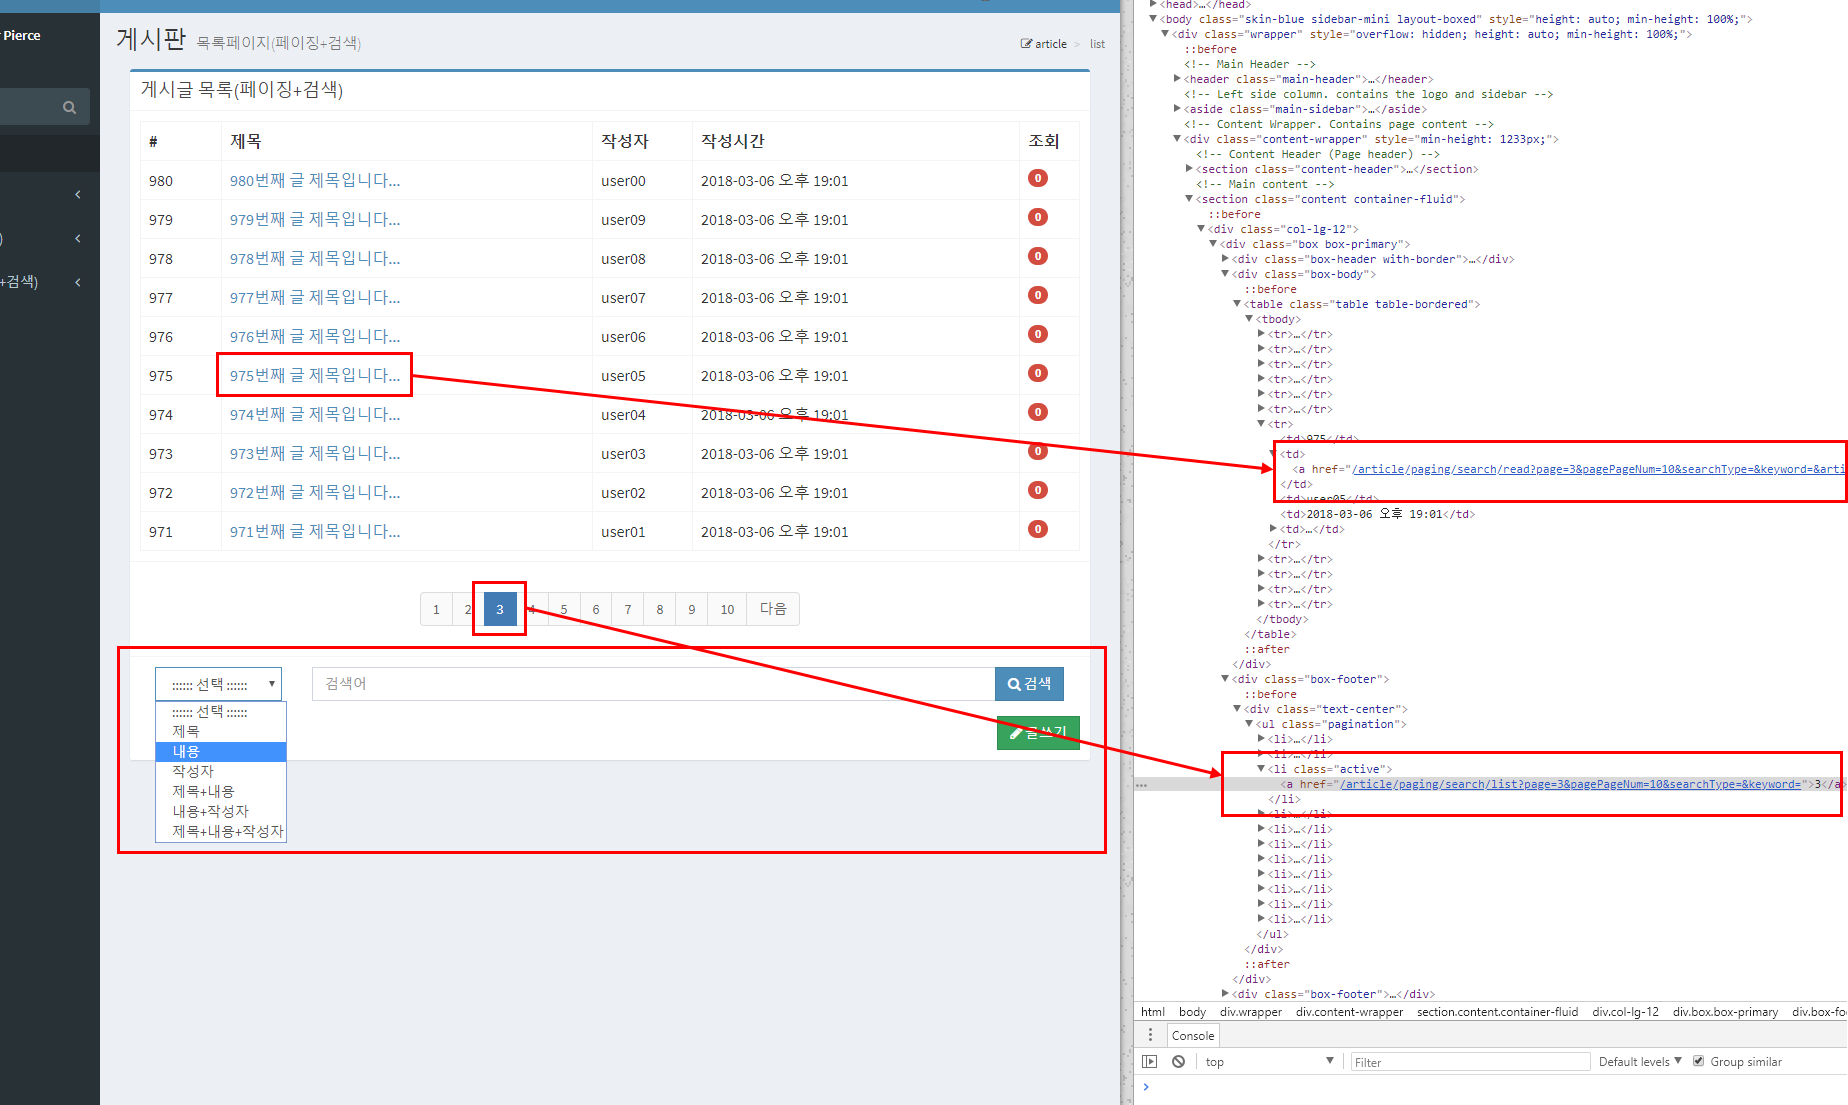 Pierce
+검색)
게시판 목록페이지(페이징+검색)
article > list
게시글 목록(페이징+검색)
# 제목 작성자 작성시간 조회
980 980번째 글 제목입니다... user00 2018-03-06 오후 19:01 0
979 979번째 글 제목입니다... user09 2018-03-06 오후 19:01 0
978 978번째 글 제목입니다... user08 2018-03-06 오후 19:01 0
977 977번째 글 제목입니다... user07 2018-03-06 오후 19:01 0
976 976번째 글 제목입니다... user06 2018-03-06 오후 19:01 0
975 975번째 글 제목입니다... user05 2018-03-06 오후 19:01 0
974 974번째 글 제목입니다... user04 2018-03-06 오후 19:01 0
973 973번째 글 제목입니다... user03 2018-03-06 오후 19:01 0
972 972번째 글 제목입니다... user02 2018-03-06 오후 19:01 0
971 971번째 글 제목입니다... user01 2018-03-06 오후 19:01 0
1 2 3 4 5 6 7 8 9 10 다음
:::::: 선택 :::::: 검색어 검색
글쓰기
:::::: 선택 ::::::
제목
내용
작성자
제목+내용
내용+작성자
제목+내용+작성자
<head>…</head>
<body class="skin-blue sidebar-mini layout-boxed" style="height: auto; min-height: 100%;">
<div class="wrapper" style="overflow: hidden; height: auto; min-height: 100%;">
::before
<!-- Main Header -->
<header class="main-header">…</header>
<!-- Left side column. contains the logo and sidebar -->
<aside class="main-sidebar">…</aside>
<!-- Content Wrapper. Contains page content -->
<div class="content-wrapper" style="min-height: 1233px;">
<!-- Content Header (Page header) -->
<section class="content-header">…</section>
<!-- Main content -->
<section class="content container-fluid">
::before
<div class="col-lg-12">
<div class="box box-primary">
<div class="box-header with-border">…</div>
<div class="box-body">
::before
<table class="table table-bordered">
<tbody>
<tr>…</tr>
<tr>…</tr>
<tr>…</tr>
<tr>…</tr>
<tr>…</tr>
<tr>…</tr>
<tr>
<td>975</td>
<td>
<a href="/article/paging/search/read?page=3&pagePageNum=10&searchType=&keyword=&arti
</td>
<td>user05</td>
<td>2018-03-06 오후 19:01</td>
<td>…</td>
</tr>
<tr>…</tr>
<tr>…</tr>
<tr>…</tr>
<tr>…</tr>
</tbody>
</table>
::after
</div>
<div class="box-footer">
::before
<div class="text-center">
<ul class="pagination">
<li>…</li>
<li>…</li>
<li class="active">
<a href="/article/paging/search/list?page=3&pagePageNum=10&searchType=&keyword=">3</a
</li>
<li>…</li>
<li>…</li>
<li>…</li>
<li>…</li>
<li>…</li>
<li>…</li>
<li>…</li>
<li>…</li>
</ul>
</div>
::after
</div>
<div class="box-footer">…</div>
html body div.wrapper div.content-wrapper section.content.container-fluid div.col-lg-12 div.box.box-primary div.box-fo
Console
top Filter Default levels Group similar